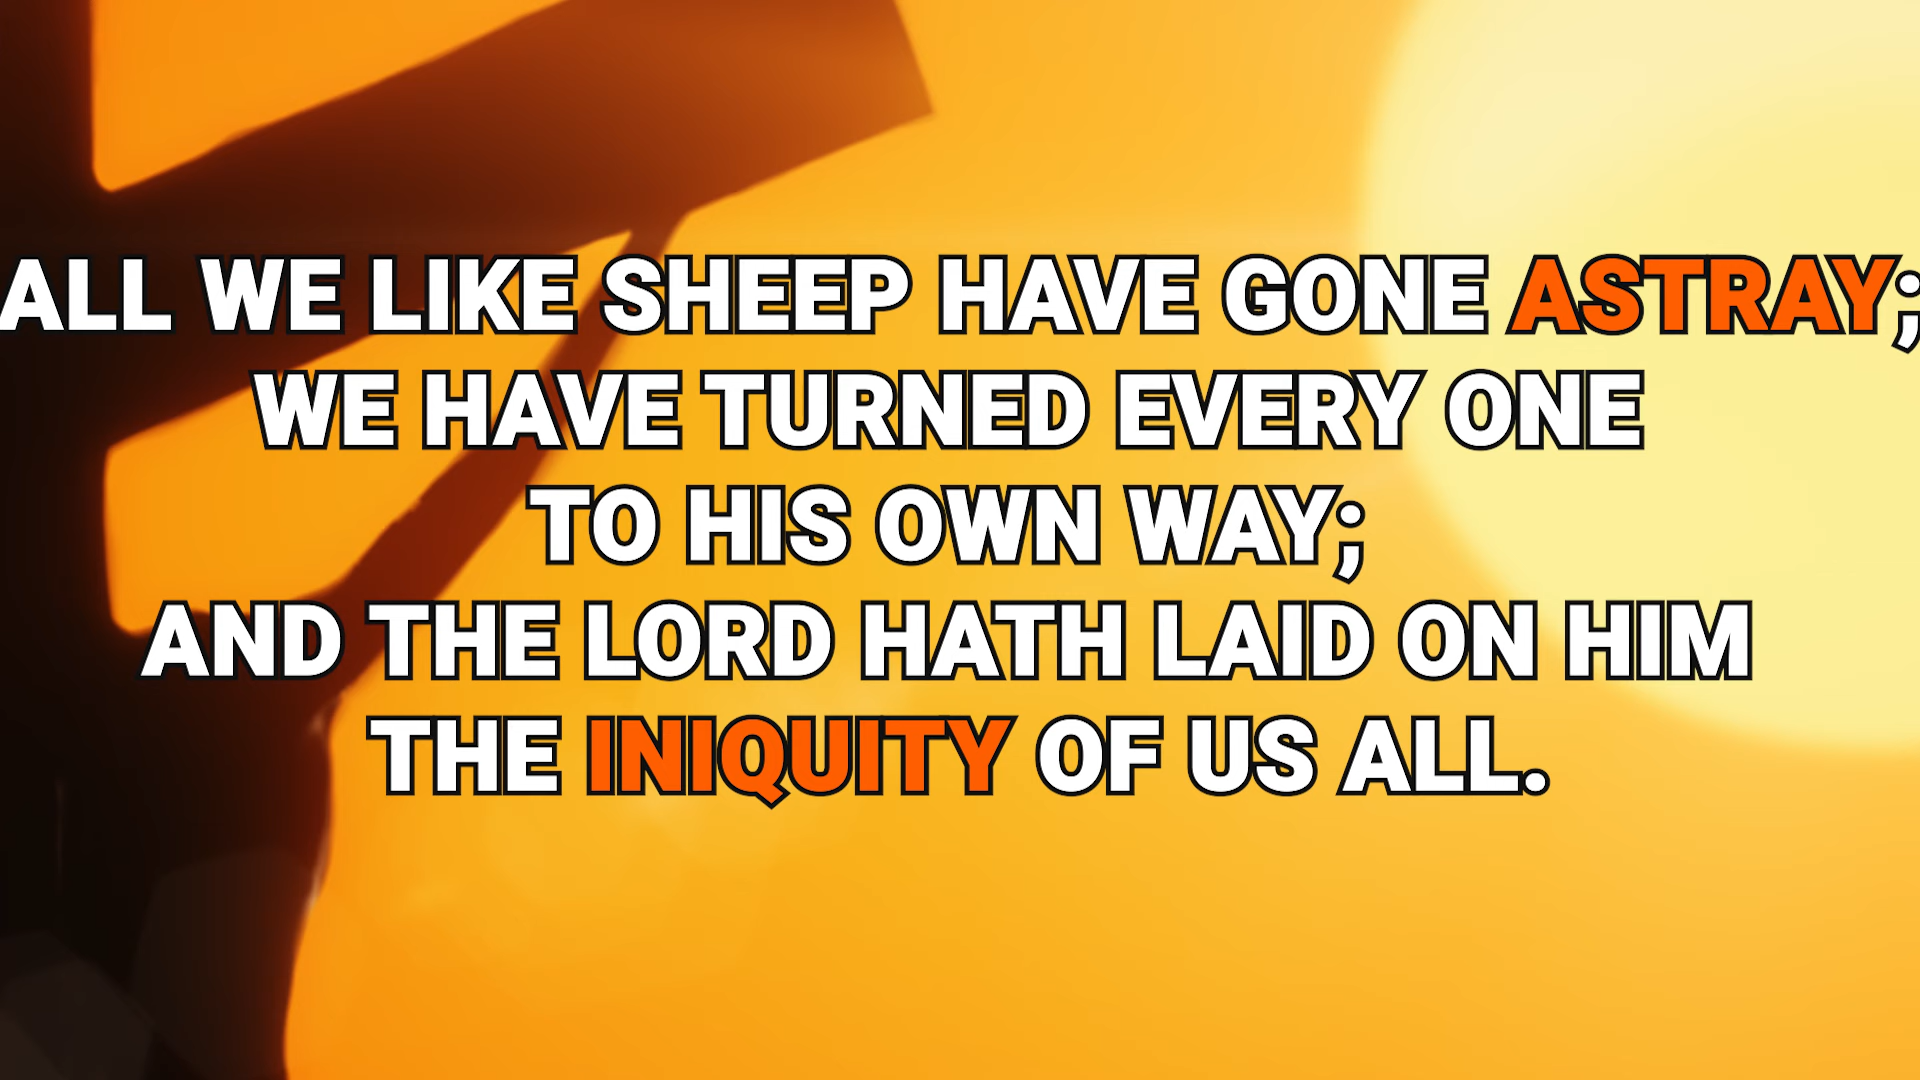 ALL WE LIKE SHEEP HAVE GONE ASTRAY;
WE HAVE TURNED EVERY ONE
TO HIS OWN WAY;
AND THE LORD HATH LAID ON HIM
THE INIQUITY OF US ALL.